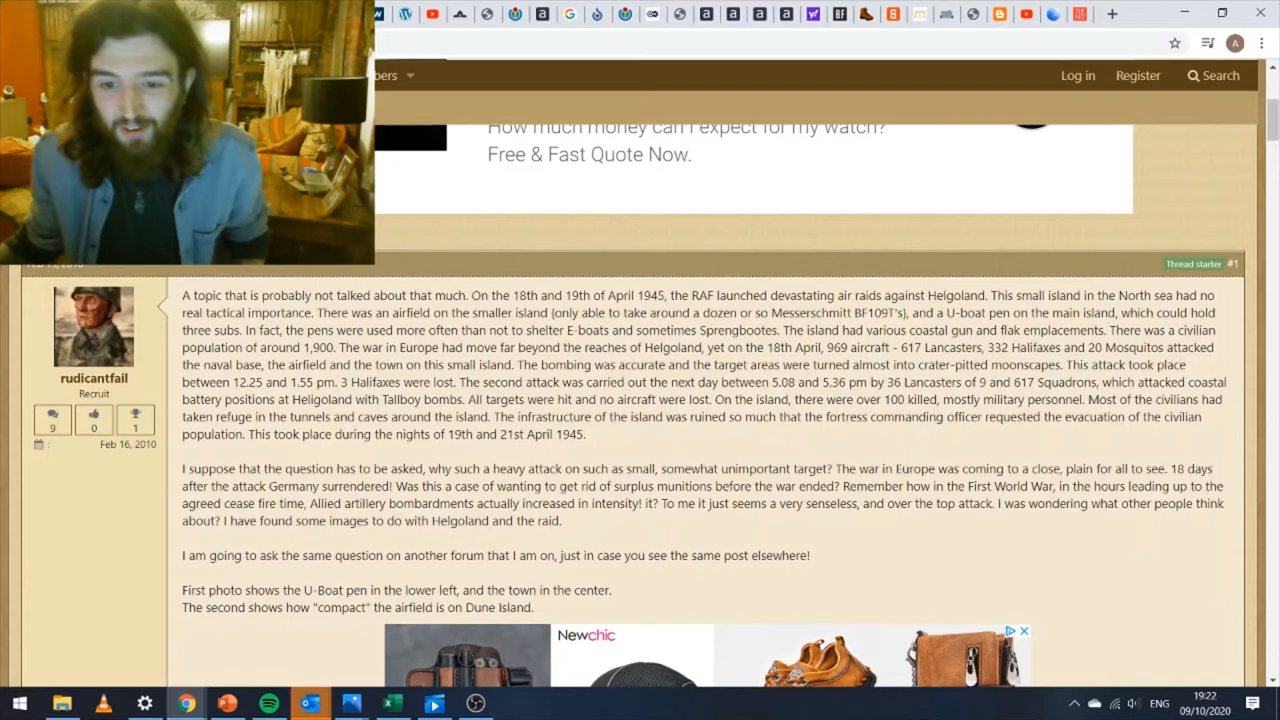 bers
Log in
Register
Search
How much money can I expect for my watch?
Free & Fast Quote Now.
Thread starter #1
A topic that is probably not talked about that much. On the 18th and 19th of April 1945, the RAF launched devastating air raids against Helgoland. This small island in the North sea had no
real tactical importance. There was an airfield on the smaller island (only able to take around a dozen or so Messerschmitt BF109T's), and a U-boat pen on the main island, which could hold
three subs. In fact, the pens were used more often than not to shelter E-boats and sometimes Sprengbootes. The island had various coastal gun and flak emplacements. There was a civilian
population of around 1,900. The war in Europe had move far beyond the reaches of Helgoland, yet on the 18th April, 969 aircraft - 617 Lancasters, 332 Halifaxes and 20 Mosquitos attacked
the naval base, the airfield and the town on this small island. The bombing was accurate and the target areas were turned almost into crater-pitted moonscapes. This attack took place
between 12.25 and 1.55 pm. 3 Halifaxes were lost. The second attack was carried out the next day between 5.08 and 5.36 pm by 36 Lancasters of 9 and 617 Squadrons, which attacked coastal
battery positions at Heligoland with Tallboy bombs. All targets were hit and no aircraft were lost. On the island, there were over 100 killed, mostly military personnel. Most of the civilians had
taken refuge in the tunnels and caves around the island. The infrastructure of the island was ruined so much that the fortress commanding officer requested the evacuation of the civilian
population. This took place during the nights of 19th and 21st April 1945.
I suppose that the question has to be asked, why such a heavy attack on such as small, somewhat unimportant target? The war in Europe was coming to a close, plain for all to see. 18 days
after the attack Germany surrendered! Was this a case of wanting to get rid of surplus munitions before the war ended? Remember how in the First World War, in the hours leading up to the
agreed cease fire time, Allied artillery bombardments actually increased in intensity! it? To me it just seems a very senseless, and over the top attack. I was wondering what other people think
about? I have found some images to do with Helgoland and the raid.
I am going to ask the same question on another forum that I am on, just in case you see the same post elsewhere!
First photo shows the U-Boat pen in the lower left, and the town in the center.
The second shows how "compact" the airfield is on Dune Island.
rudicantfail
Recruit
9 0 1
: Feb 16, 2010
Newchic
ENG
19:22
09/10/2020